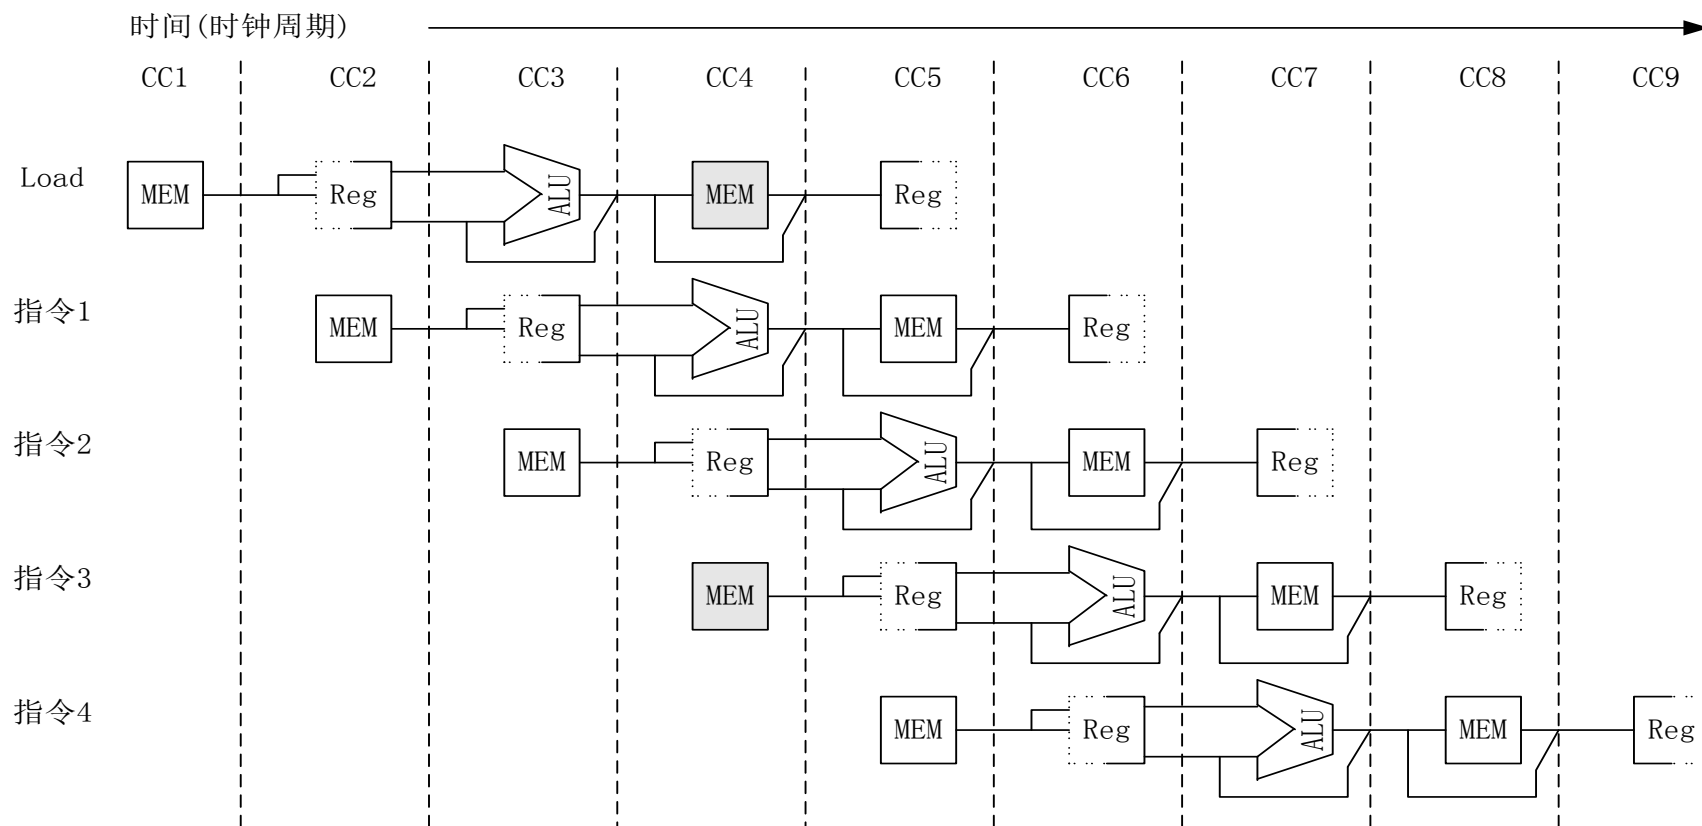 时间(时钟周期)
CC1 CC2 CC3 CC4 CC5 CC6 CC7 CC8 CC9
Load MEM Reg ALU MEM Reg
指令1 MEM Reg ALU MEM Reg
指令2 MEM Reg ALU MEM Reg
指令3 MEM Reg ALU MEM Reg
指令4 MEM Reg ALU MEM Reg